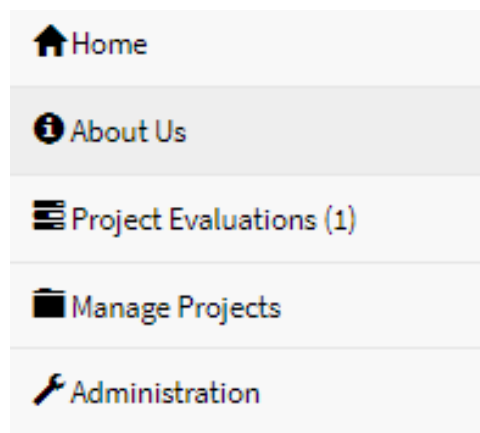 Home
About Us
Project Evaluations (1)
Manage Projects
Administration